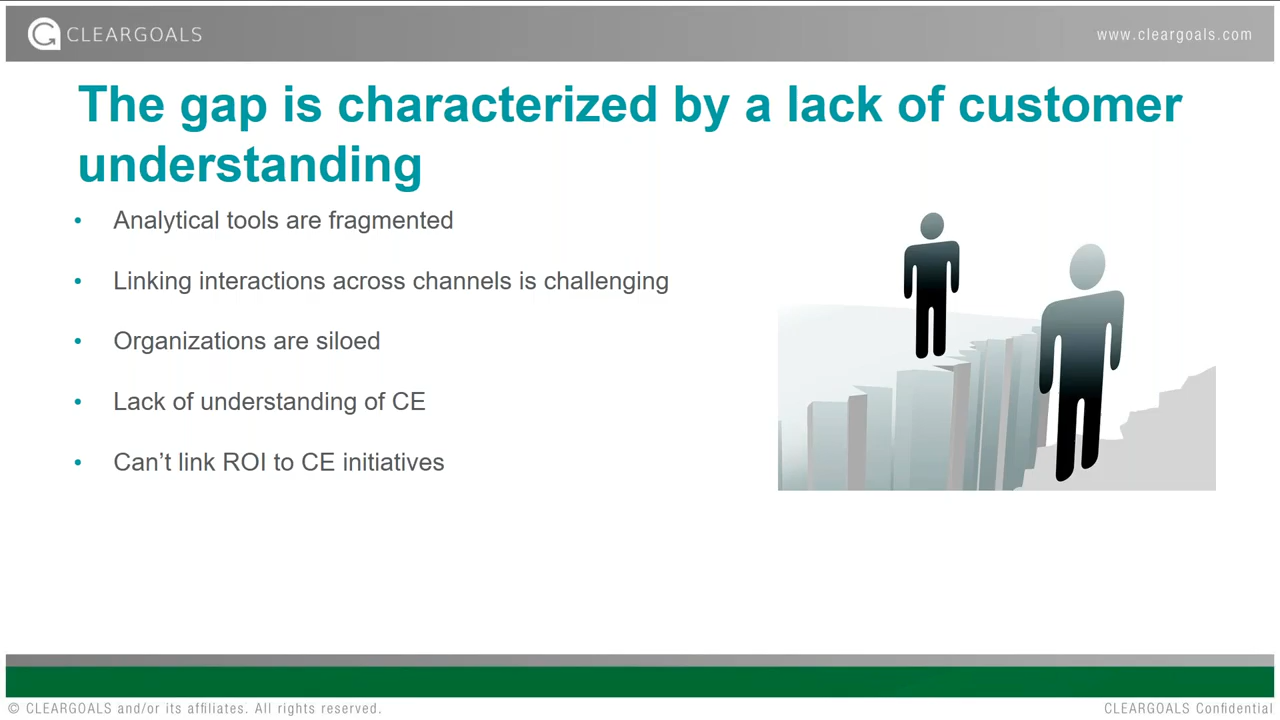 CLEARGOALS
www.cleargoals.com
The gap is characterized by a lack of customer
understanding
• Analytical tools are fragmented
• Linking interactions across channels is challenging
• Organizations are siloed
• Lack of understanding of CE
• Can’t link ROI to CE initiatives
© CLEARGOALS and/or its affiliates. All rights reserved.
CLEARGOALS Confidential